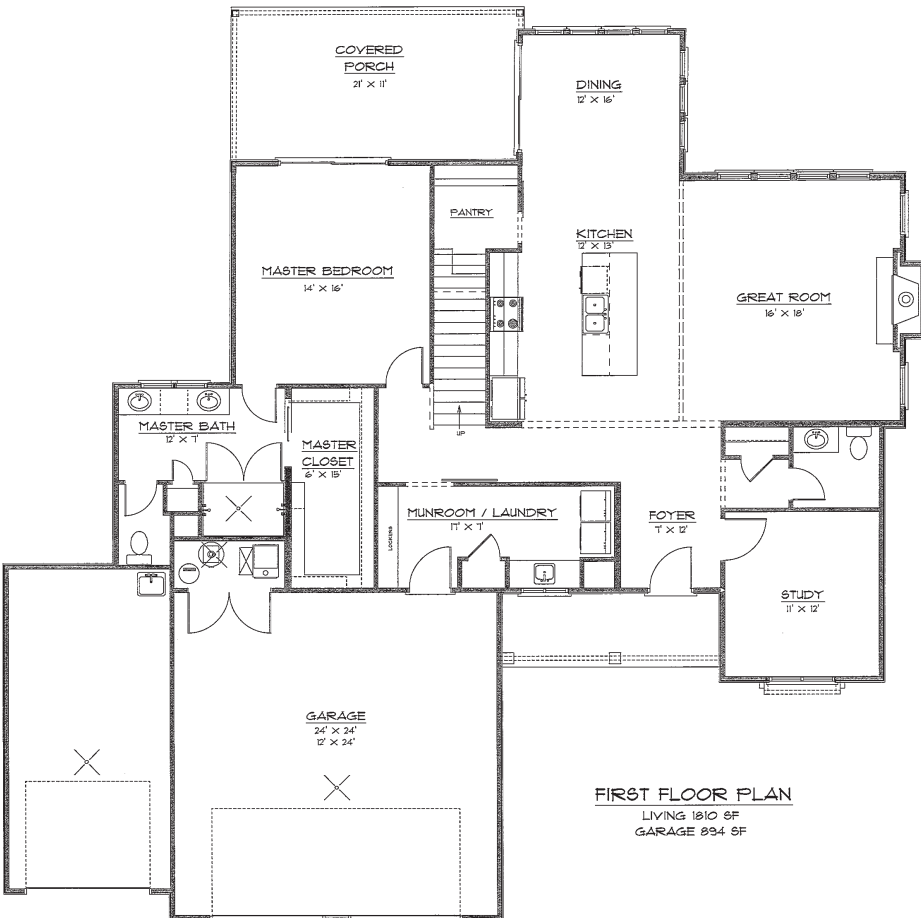 COVERED
PORCH
21' X 11'
DINING
12' X 16'
PANTRY
KITCHEN
12' X 13'
MASTER BEDROOM
14' X 16'
GREAT ROOM
16' X 18'
UP
MASTER BATH
12' X 7'
MASTER
CLOSET
6' X 15'
LOCKERS
MUNROOM / LAUNDRY
17' X 7'
FOYER
7' X 12'
STUDY
11' X 12'
GARAGE
24' X 24'
12' X 24'
FIRST FLOOR PLAN
LIVING 1810 SF
GARAGE 894 SF